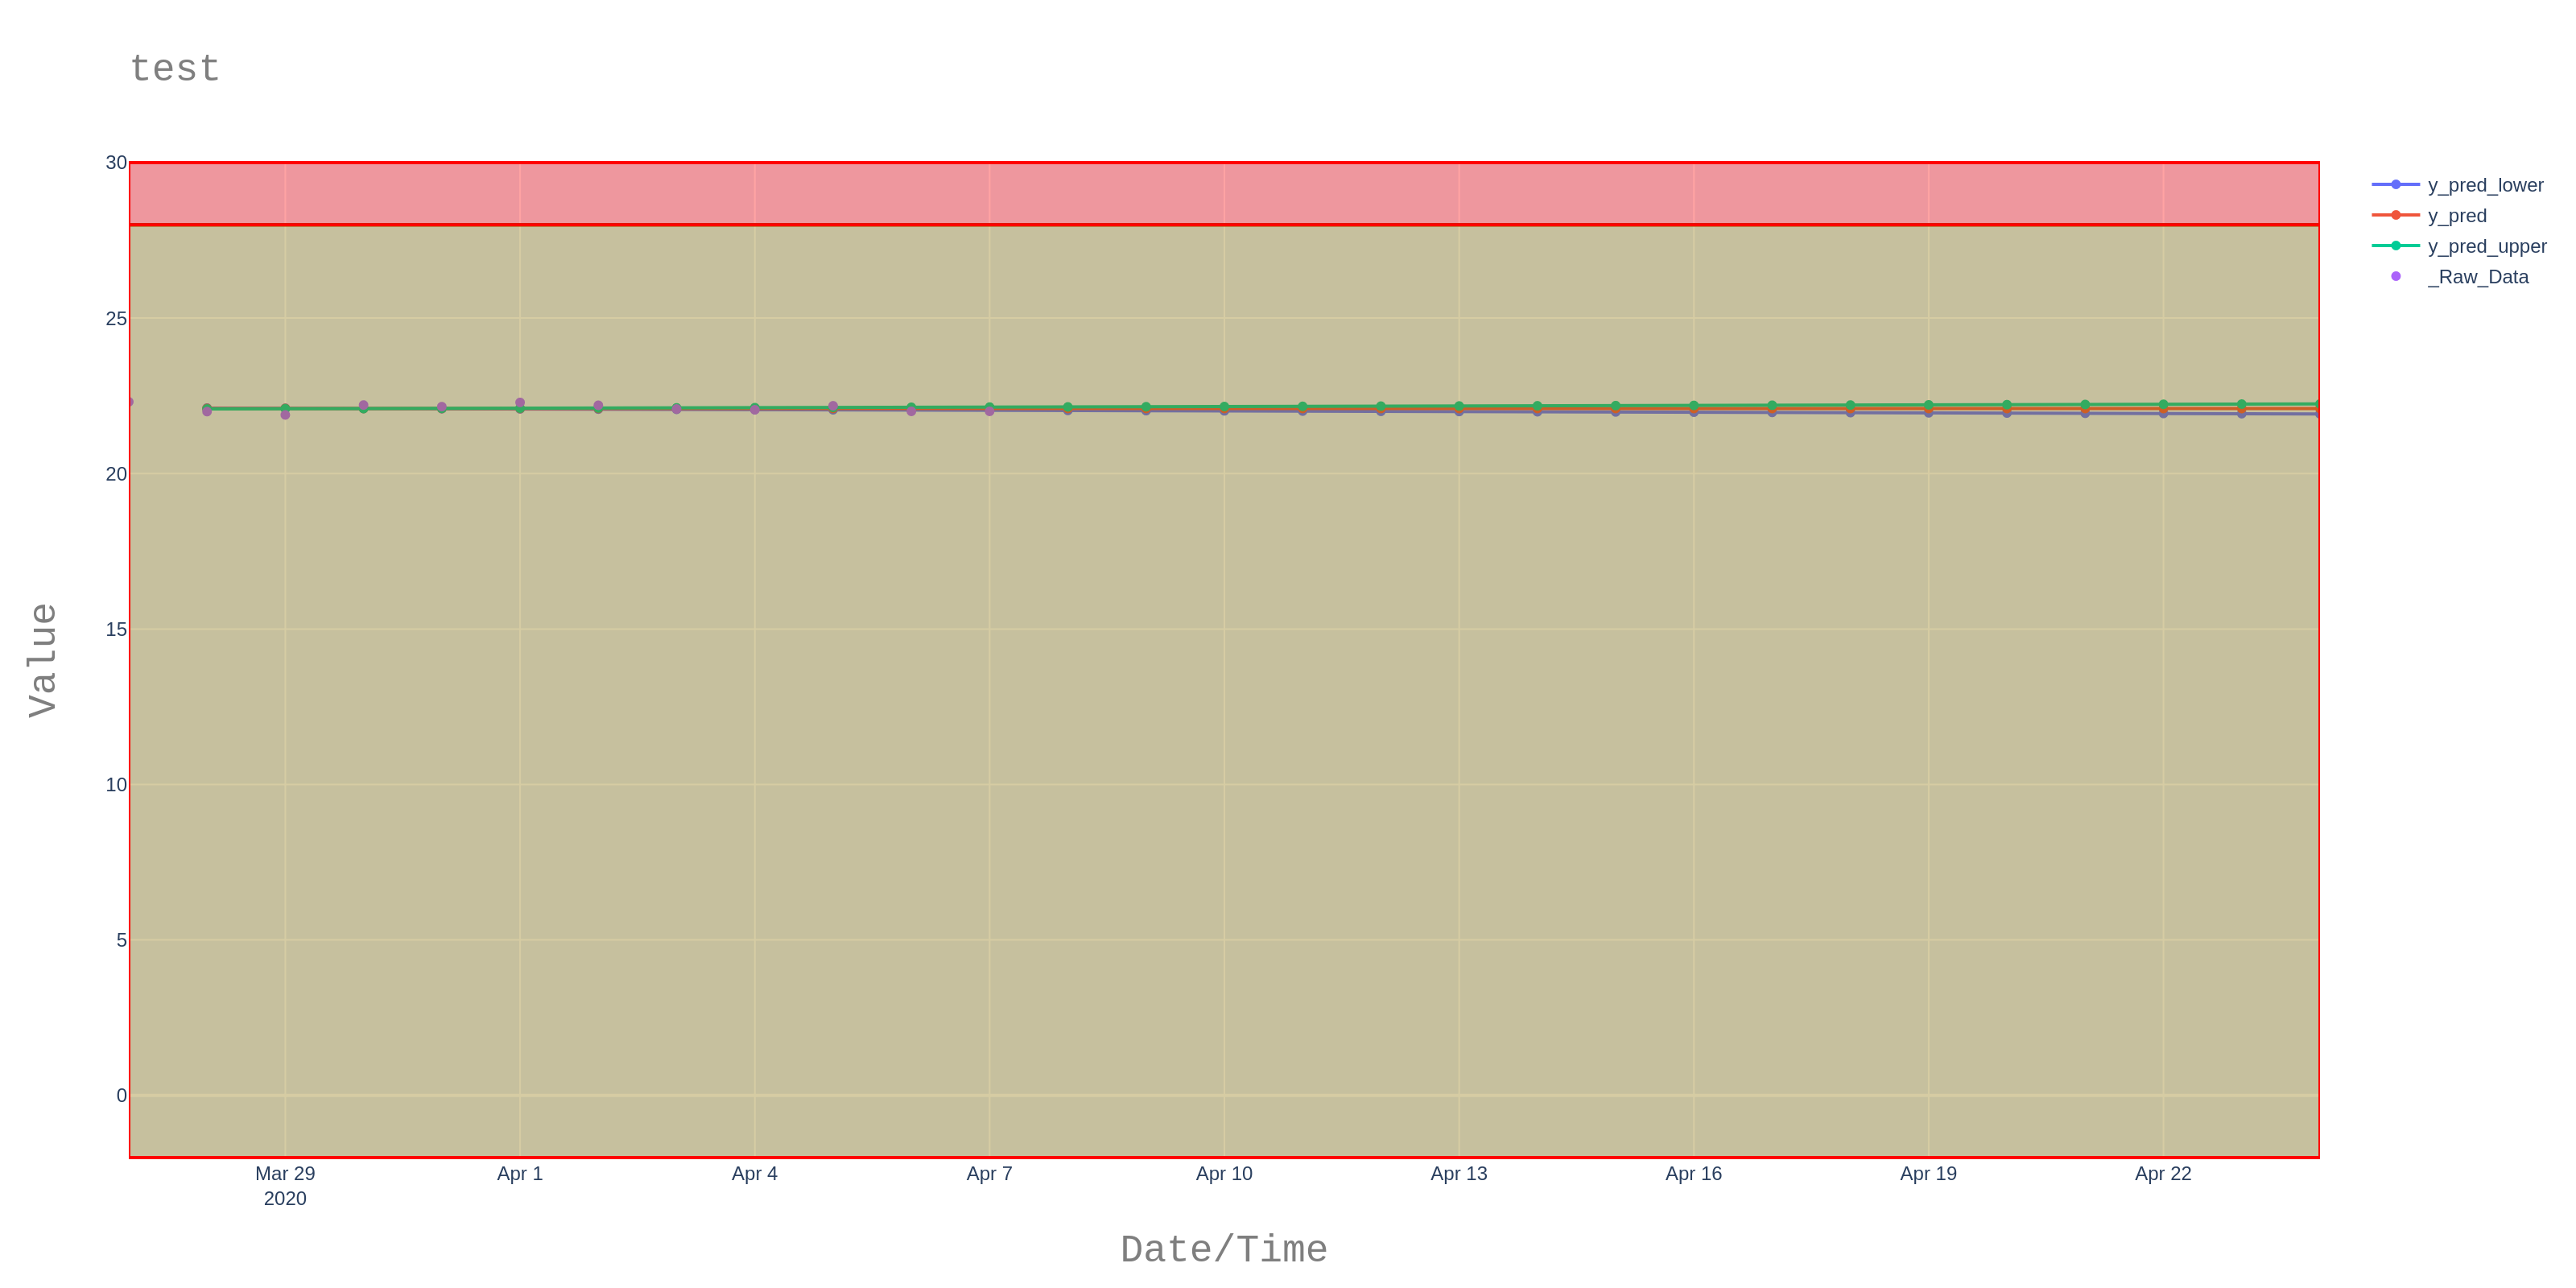 test
30
25
20
15
10
5
0
Value
Mar 29
2020
Apr 1
Apr 4
Apr 7
Apr 10
Apr 13
Apr 16
Apr 19
Apr 22
Date/Time
y_pred_lower
y_pred
y_pred_upper
_Raw_Data